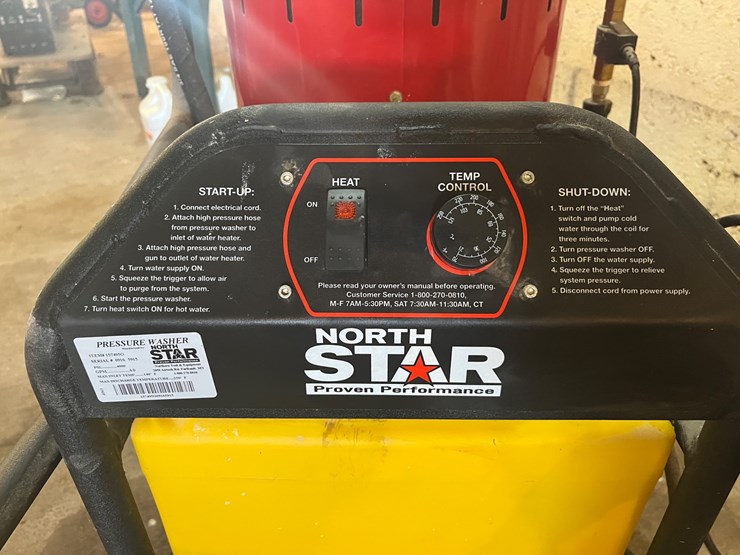 START-UP:
1. Connect electrical cord.
2. Attach high pressure hose
from pressure washer to
inlet of water heater.
3. Attach high pressure hose and
gun to outlet of water heater.
4. Turn water supply ON.
5. Squeeze the trigger to allow air
to purge from the system.
6. Start the pressure washer.
7. Turn heat switch ON for hot water.
HEAT
ON
OFF
TEMP
CONTROL
Please read your owner's manual before operating.
Customer Service 1-800-270-0810,
M-F 7AM-5:30PM, SAT 7:30AM-11:30AM, CT
SHUT-DOWN:
1. Turn off the "Heat"
switch and pump cold
water through the coil for
three minutes.
2. Turn pressure washer OFF.
3. Turn OFF the water supply.
4. Squeeze the trigger to relieve
system pressure.
5. Disconnect cord from power supply.
PRESSURE WASHER
NORTH
STAR
Proven Performance
NORTH
STAR
Proven Performance